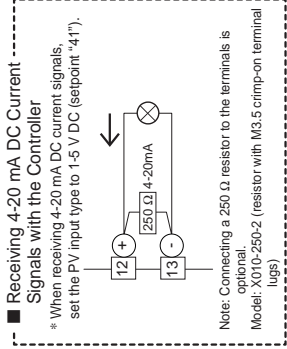 ■ Receiving 4-20 mA DC Current
Signals with the Controller
* When receiving 4-20 mA DC current signals,
set the PV input type to 1-5 V DC (setpoint "41").
12
+
250 Ω 4-20mA
13
-
Note: Connecting a 250 Ω resistor to the terminals is
optional.
Model: X010-250-2 (resistor with M3.5 crimp-on terminal
lugs)